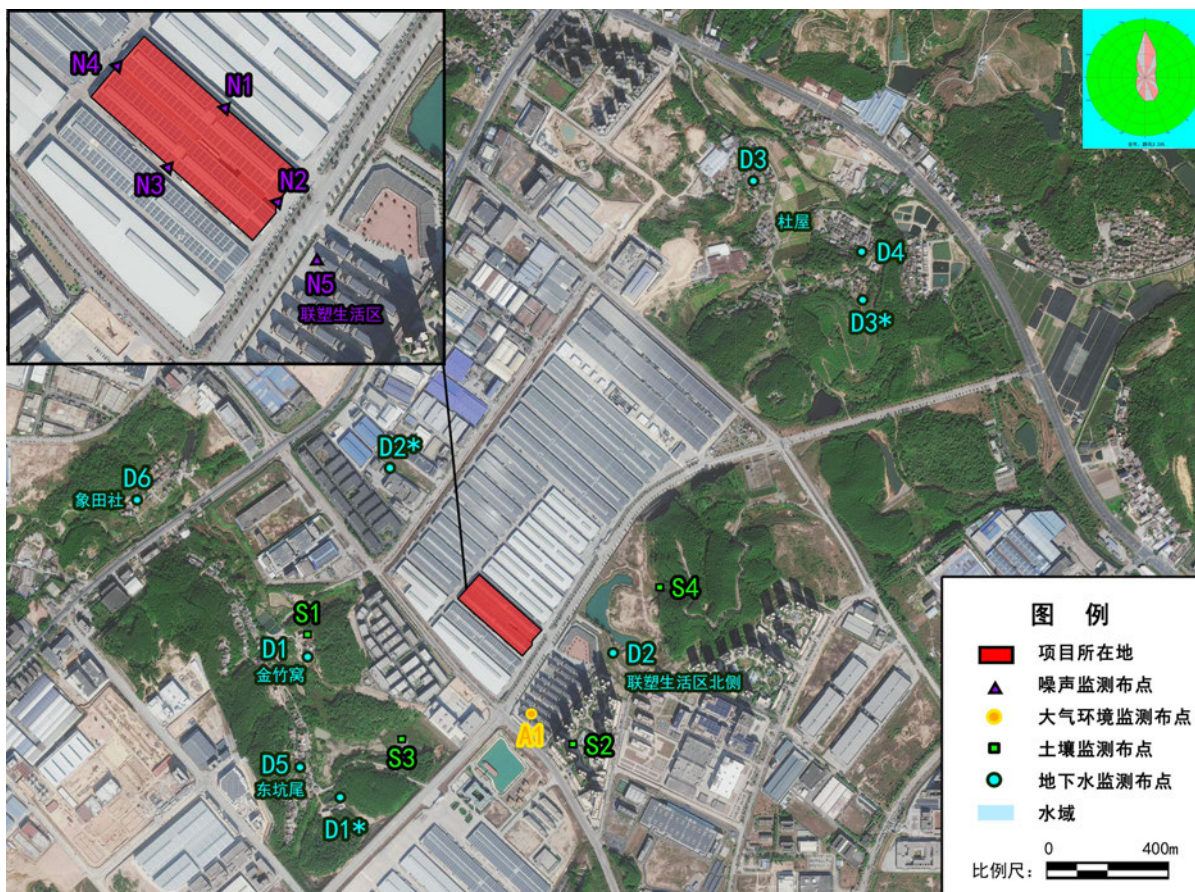 N4
N1
N3
N2
N5
联塑生活区
D3
杜屋
D4
D3*
D2*
D6
象田社
S1
D1
金竹窝
S4
D2
联塑生活区北侧
A1
S2
S3
D5
东坑尾
D1*
图 例
项目所在地
噪声监测布点
大气环境监测布点
土壤监测布点
地下水监测布点
水域
比例尺：
0 400m